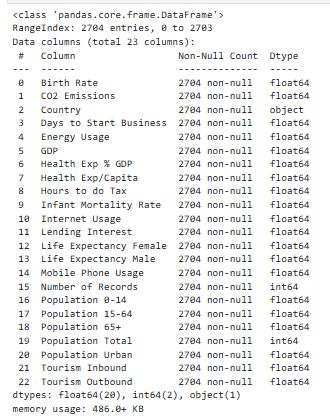 <class 'pandas.core.frame.DataFrame'>
RangeIndex: 2704 entries, 0 to 2703
Data columns (total 23 columns):
 #   Column                  Non-Null Count  Dtype
---  ------                  --------------  -----
 0   Birth Rate              2704 non-null   float64
 1   CO2 Emissions           2704 non-null   float64
 2   Country                 2704 non-null   object
 3   Days to Start Business  2704 non-null   float64
 4   Energy Usage            2704 non-null   float64
 5   GDP                     2704 non-null   float64
 6   Health Exp % GDP        2704 non-null   float64
 7   Health Exp/Capita       2704 non-null   float64
 8   Hours to do Tax         2704 non-null   float64
 9   Infant Mortality Rate   2704 non-null   float64
 10  Internet Usage          2704 non-null   float64
 11  Lending Interest        2704 non-null   float64
 12  Life Expectancy Female  2704 non-null   float64
 13  Life Expectancy Male    2704 non-null   float64
 14  Mobile Phone Usage      2704 non-null   float64
 15  Number of Records       2704 non-null   int64
 16  Population 0-14         2704 non-null   float64
 17  Population 15-64        2704 non-null   float64
 18  Population 65+          2704 non-null   float64
 19  Population Total        2704 non-null   int64
 20  Population Urban        2704 non-null   float64
 21  Tourism Inbound         2704 non-null   float64
 22  Tourism Outbound        2704 non-null   float64
dtypes: float64(20), int64(2), object(1)
memory usage: 486.0+ KB